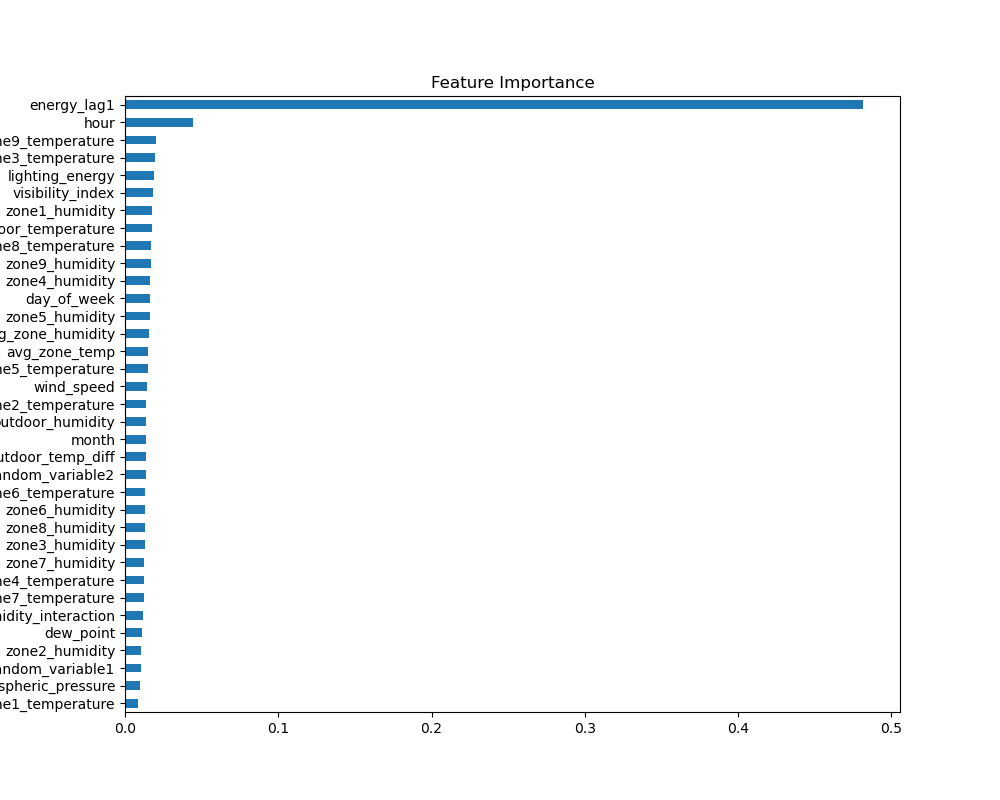 Feature Importance
energy_lag1
hour
ne9_temperature
ne3_temperature
lighting_energy
visibility_index
zone1_humidity
oor_temperature
ne8_temperature
zone9_humidity
zone4_humidity
day_of_week
zone5_humidity
g_zone_humidity
avg_zone_temp
ne5_temperature
wind_speed
ne2_temperature
utdoor_humidity
month
utdoor_temp_diff
andom_variable2
ne6_temperature
zone6_humidity
zone8_humidity
zone3_humidity
zone7_humidity
ne4_temperature
ne7_temperature
nidity_interaction
dew_point
zone2_humidity
andom_variable1
spheric_pressure
ne1_temperature
0.0 0.1 0.2 0.3 0.4 0.5